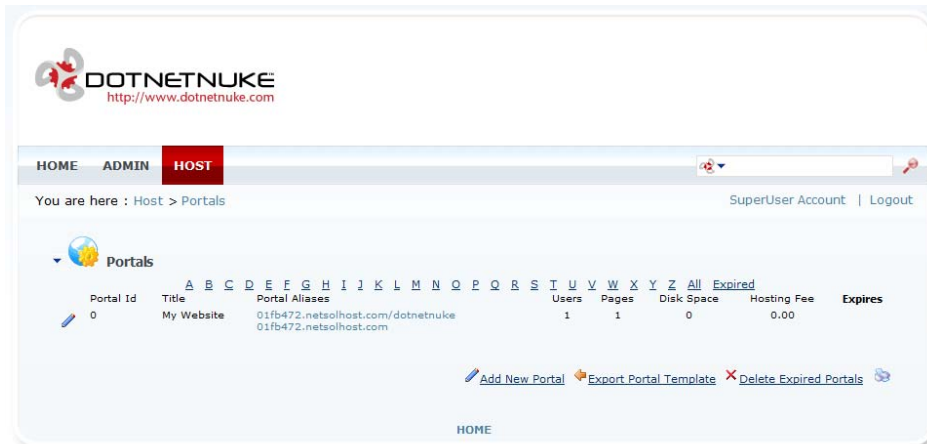 DOTNETNUKE
http://www.dotnetnuke.com
HOME ADMIN HOST
You are here : Host > Portals SuperUser Account | Logout
Portals
A B C D E F G H I J K L M N O P Q R S T U V W X Y Z All Expired
Portal Id Title Portal Aliases Users Pages Disk Space Hosting Fee Expires
0 My Website 01fb472.netsolhost.com/dotnetnuke 1 1 0 0.00
01fb472.netsolhost.com
Add New Portal Export Portal Template Delete Expired Portals
HOME